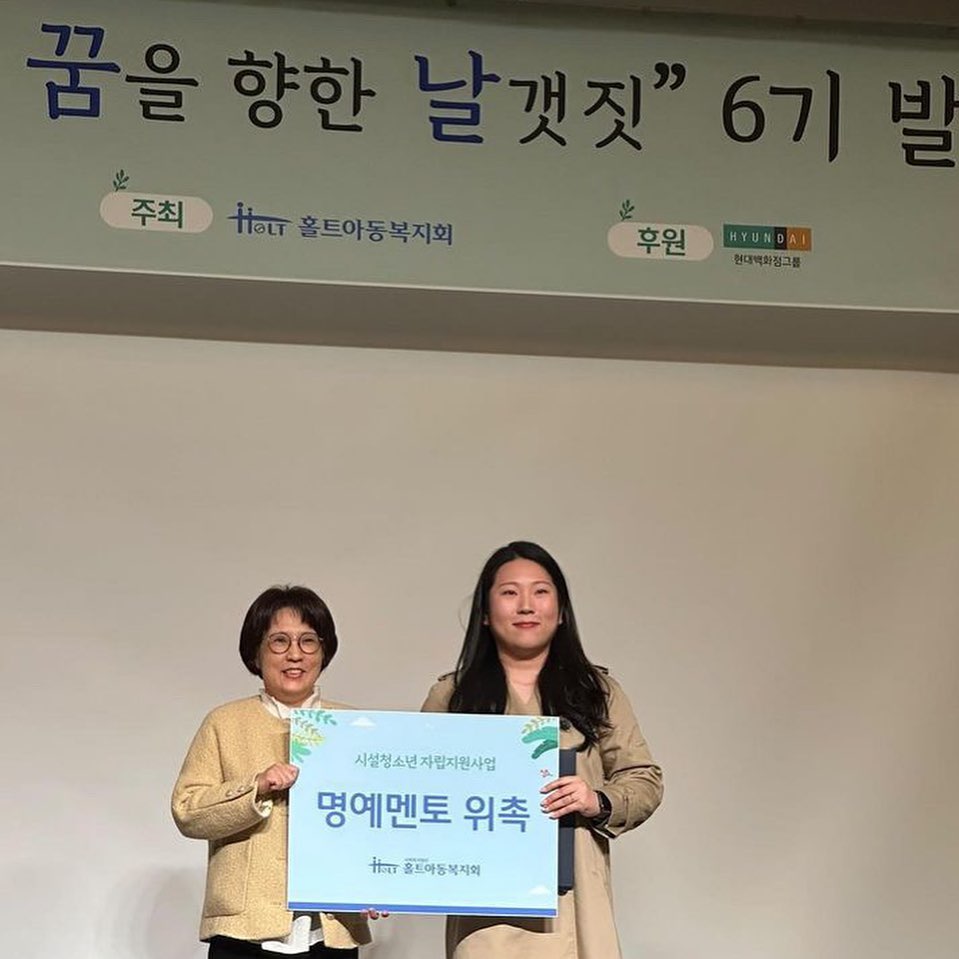 꿈을 향한 날갯짓” 6기 발
주최 HOLT 홀트아동복지회 후원 HYUNDAI
현대백화점그룹
시설청소년 자립지원사업
명예멘토 위촉
HOLT 홀트아동복지회